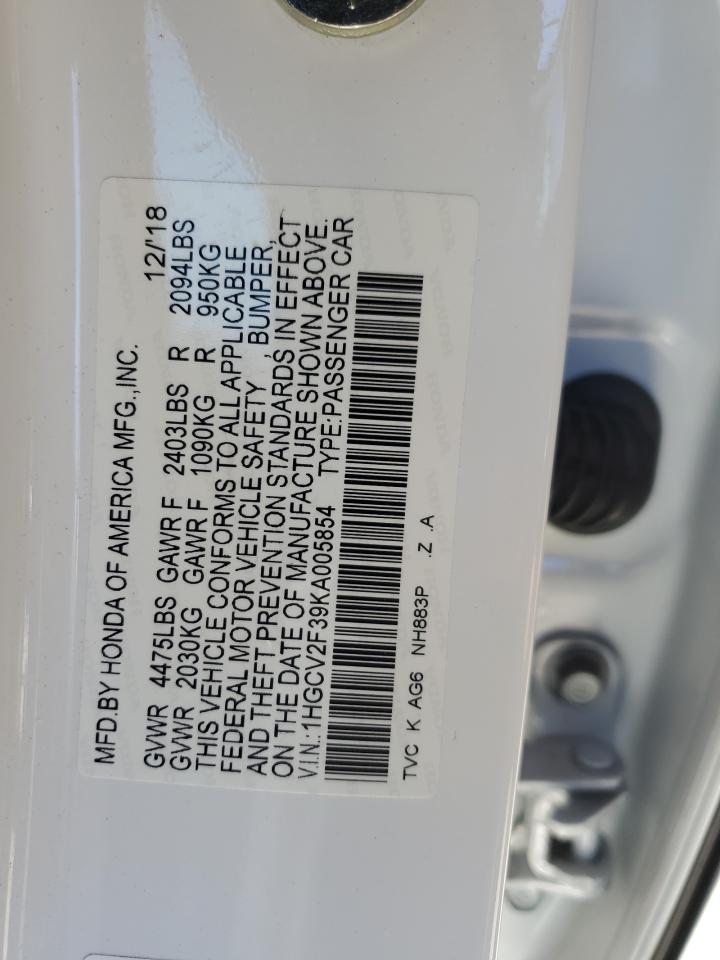 MFD.BY HONDA OF AMERICA MFG.,INC. 12/'18
GVWR 4475LBS GAWR F 2403LBS R 2094LBS
GVWR 2030KG GAWR F 1090KG R 950KG
THIS VEHICLE CONFORMS TO ALL APPLICABLE
FEDERAL MOTOR VEHICLE SAFETY , BUMPER,
AND THEFT PREVENTION STANDARDS IN EFFECT
ON THE DATE OF MANUFACTURE SHOWN ABOVE.
V.I.N.:1HGCV2F39KA005854 TYPE:PASSENGER CAR
TVC K AG6 NH883P .Z .A